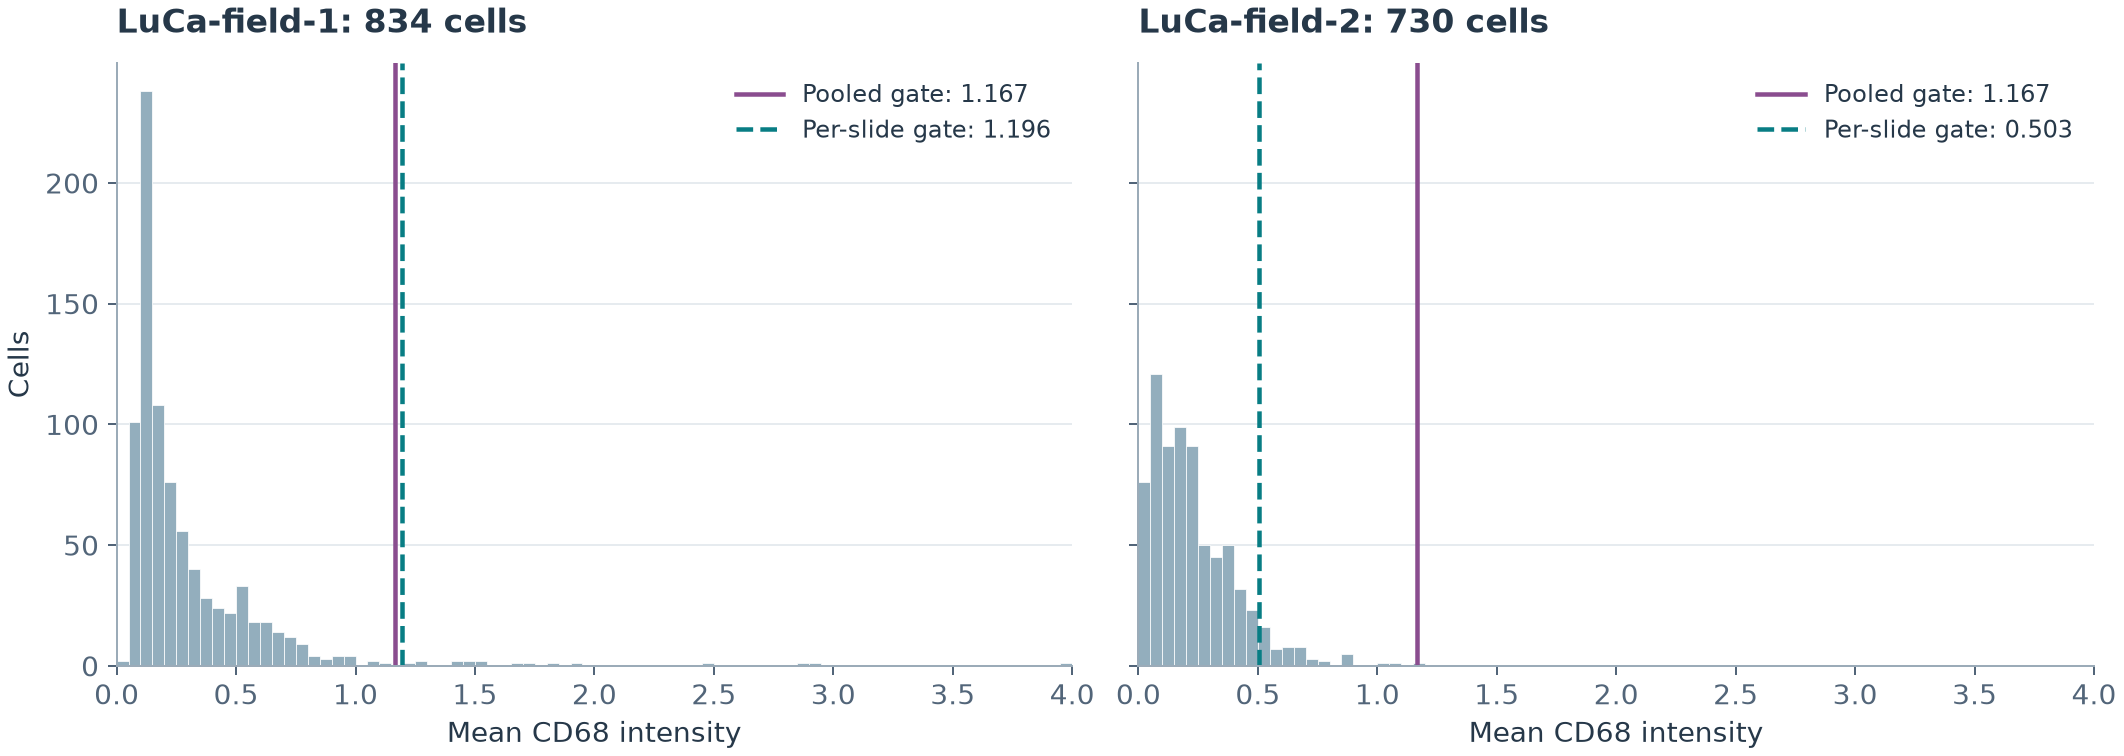 LuCa-field-1: 834 cells
Pooled gate: 1.167
Per-slide gate: 1.196
Cells
200
150
100
50
0
0.0 0.5 1.0 1.5 2.0 2.5 3.0 3.5 4.0
Mean CD68 intensity
LuCa-field-2: 730 cells
Pooled gate: 1.167
Per-slide gate: 0.503
0.0 0.5 1.0 1.5 2.0 2.5 3.0 3.5 4.0
Mean CD68 intensity